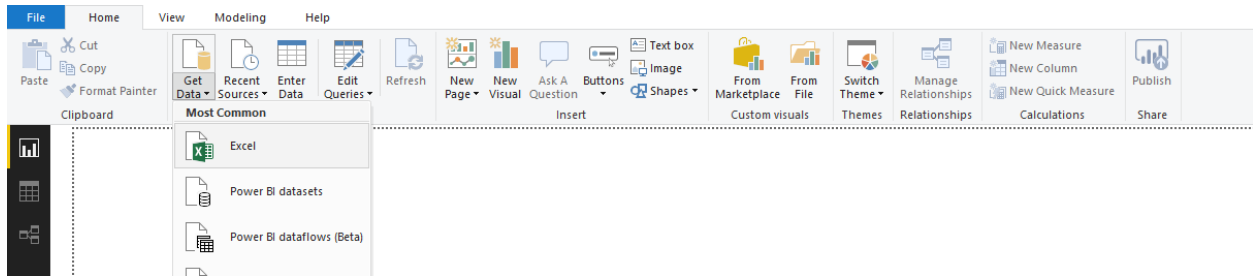 File Home View Modeling Help
Paste
Cut
Copy
Format Painter
Clipboard
Get Data
Recent Sources
Enter Data
Edit Queries
Refresh
New Page
New Visual
Ask A Question
Buttons
Text box
Image
Shapes
Insert
From Marketplace
From File
Custom visuals
Switch Theme
Themes
Manage Relationships
Relationships
New Measure
New Column
New Quick Measure
Calculations
Publish
Share
Most Common
Excel
Power BI datasets
Power BI dataflows (Beta)